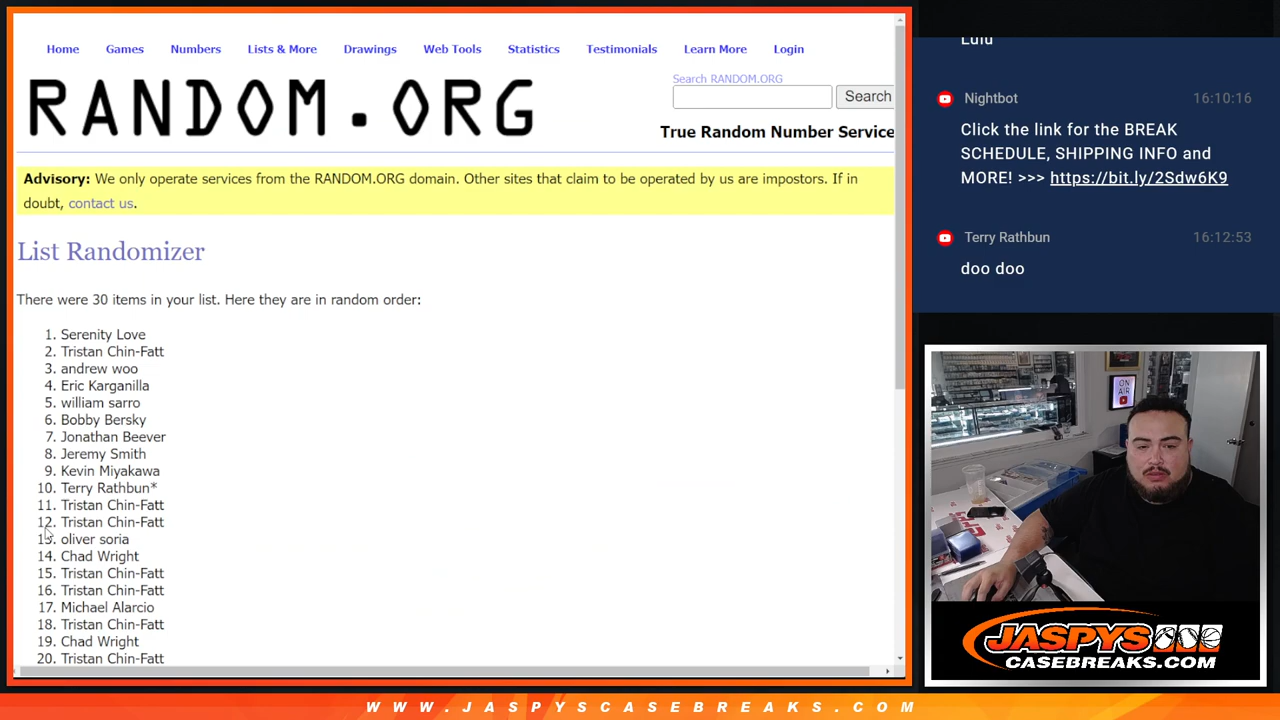 Home Games Numbers Lists & More Drawings Web Tools Statistics Testimonials Learn More Login
RANDOM.ORG
Search RANDOM.ORG
Search
True Random Number Service
Advisory: We only operate services from the RANDOM.ORG domain. Other sites that claim to be operated by us are impostors. If in
doubt, contact us.
List Randomizer
There were 30 items in your list. Here they are in random order:
1. Serenity Love
2. Tristan Chin-Fatt
3. andrew woo
4. Eric Karganilla
5. william sarro
6. Bobby Bersky
7. Jonathan Beever
8. Jeremy Smith
9. Kevin Miyakawa
10. Terry Rathbun*
11. Tristan Chin-Fatt
12. Tristan Chin-Fatt
13. oliver soria
14. Chad Wright
15. Tristan Chin-Fatt
16. Tristan Chin-Fatt
17. Michael Alarcio
18. Tristan Chin-Fatt
19. Chad Wright
20. Tristan Chin-Fatt
Lulu
Nightbot 16:10:16
Click the link for the BREAK
SCHEDULE, SHIPPING INFO and
MORE! >>> https://bit.ly/2Sdw6K9
Terry Rathbun 16:12:53
doo doo
ON
AIR
JASPYS
CASEBREAKS.COM
WWW.JASPYSCASEBREAKS.COM